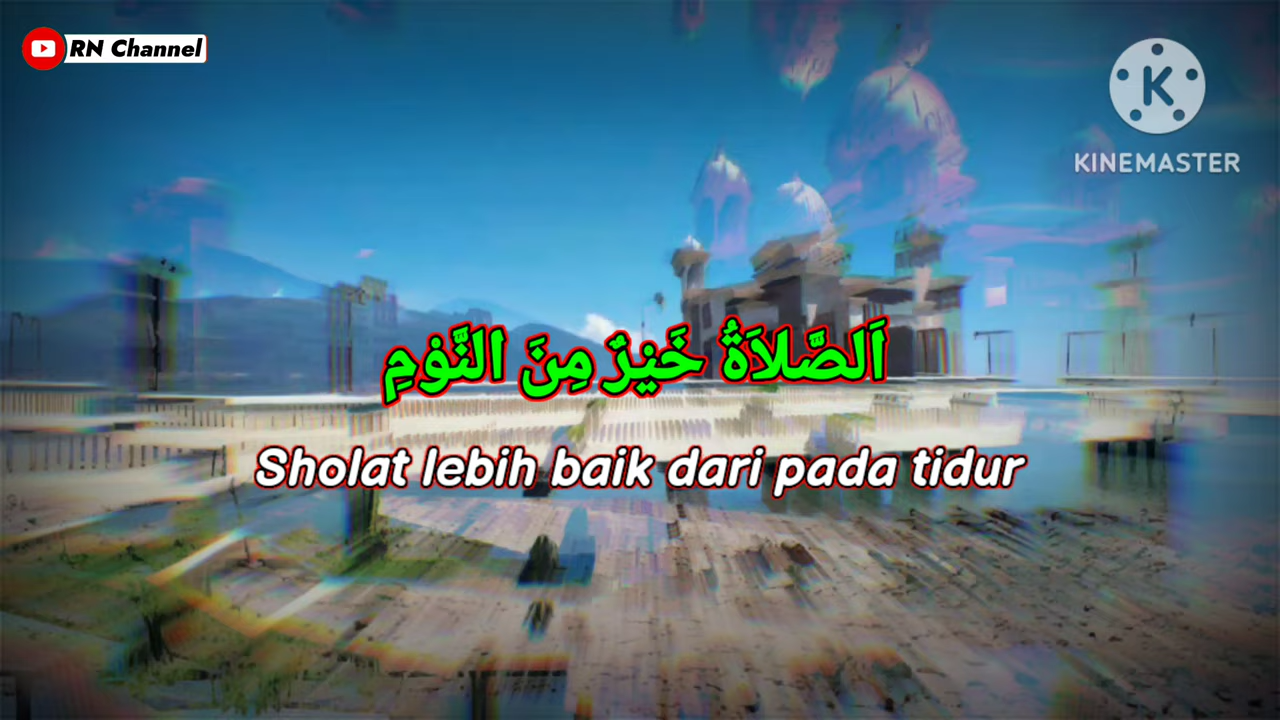 RN Channel
KINEMASTER
اَلصَّلاَةُ خَيْرٌ مِنَ النَّوْمِ
Sholat lebih baik dari pada tidur